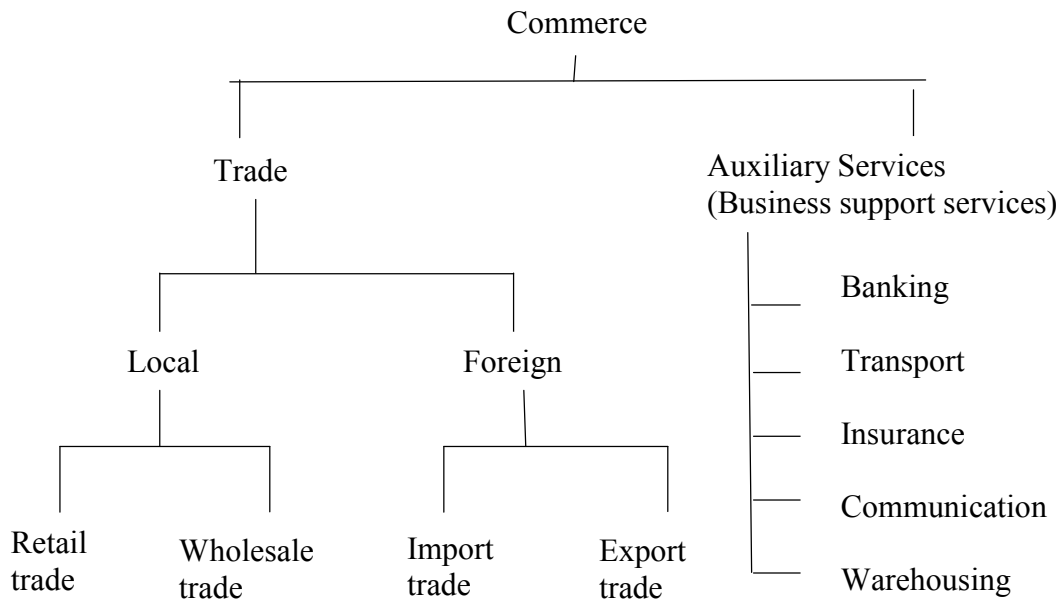 Commerce
Trade
Auxiliary Services
(Business support services)
Local
Foreign
Retail
trade
Wholesale
trade
Import
trade
Export
trade
Banking
Transport
Insurance
Communication
Warehousing